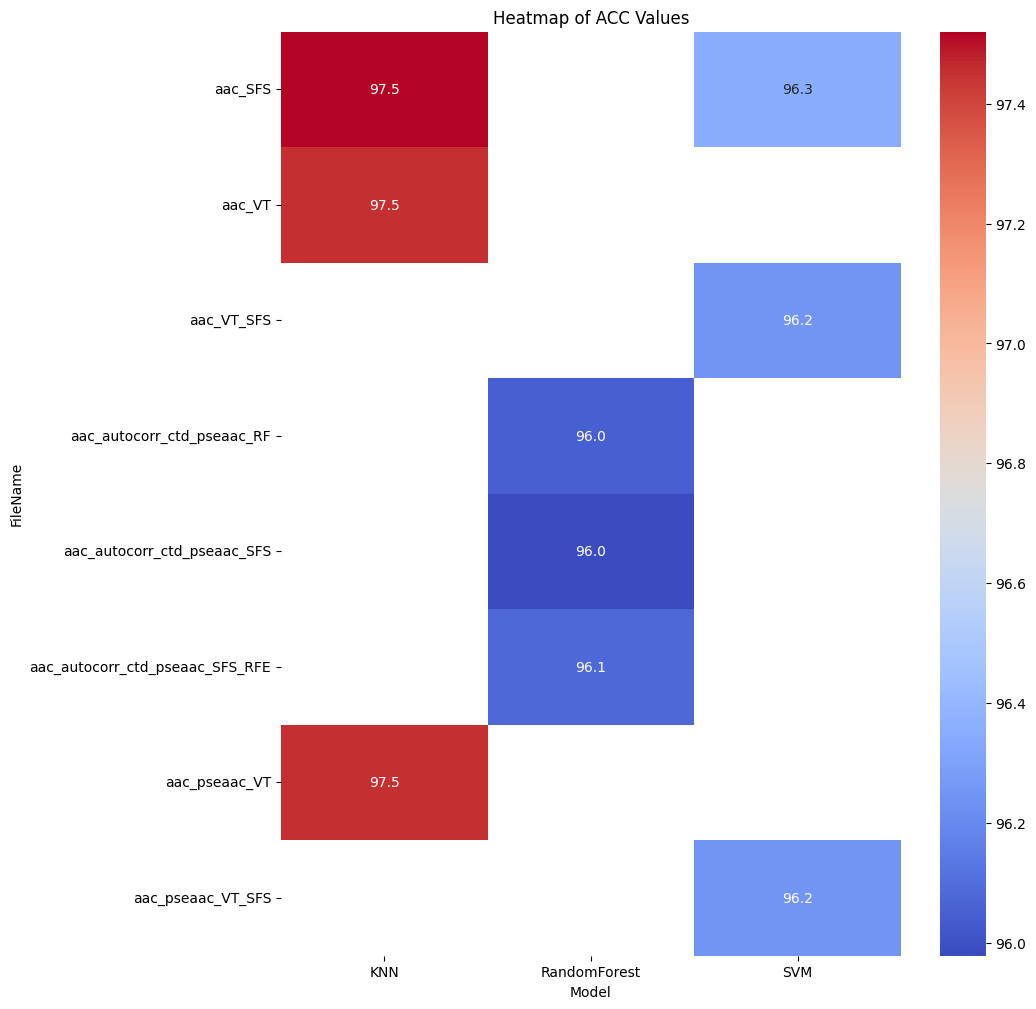 Heatmap of ACC Values
aac_SFS
97.5
96.3
aac_VT
97.5
aac_VT_SFS
96.2
aac_autocorr_ctd_pseaac_RF
96.0
aac_autocorr_ctd_pseaac_SFS
96.0
aac_autocorr_ctd_pseaac_SFS_RFE
96.1
aac_pseaac_VT
97.5
aac_pseaac_VT_SFS
96.2
FileName
KNN
RandomForest
SVM
Model
97.4
97.2
97.0
96.8
96.6
96.4
96.2
96.0